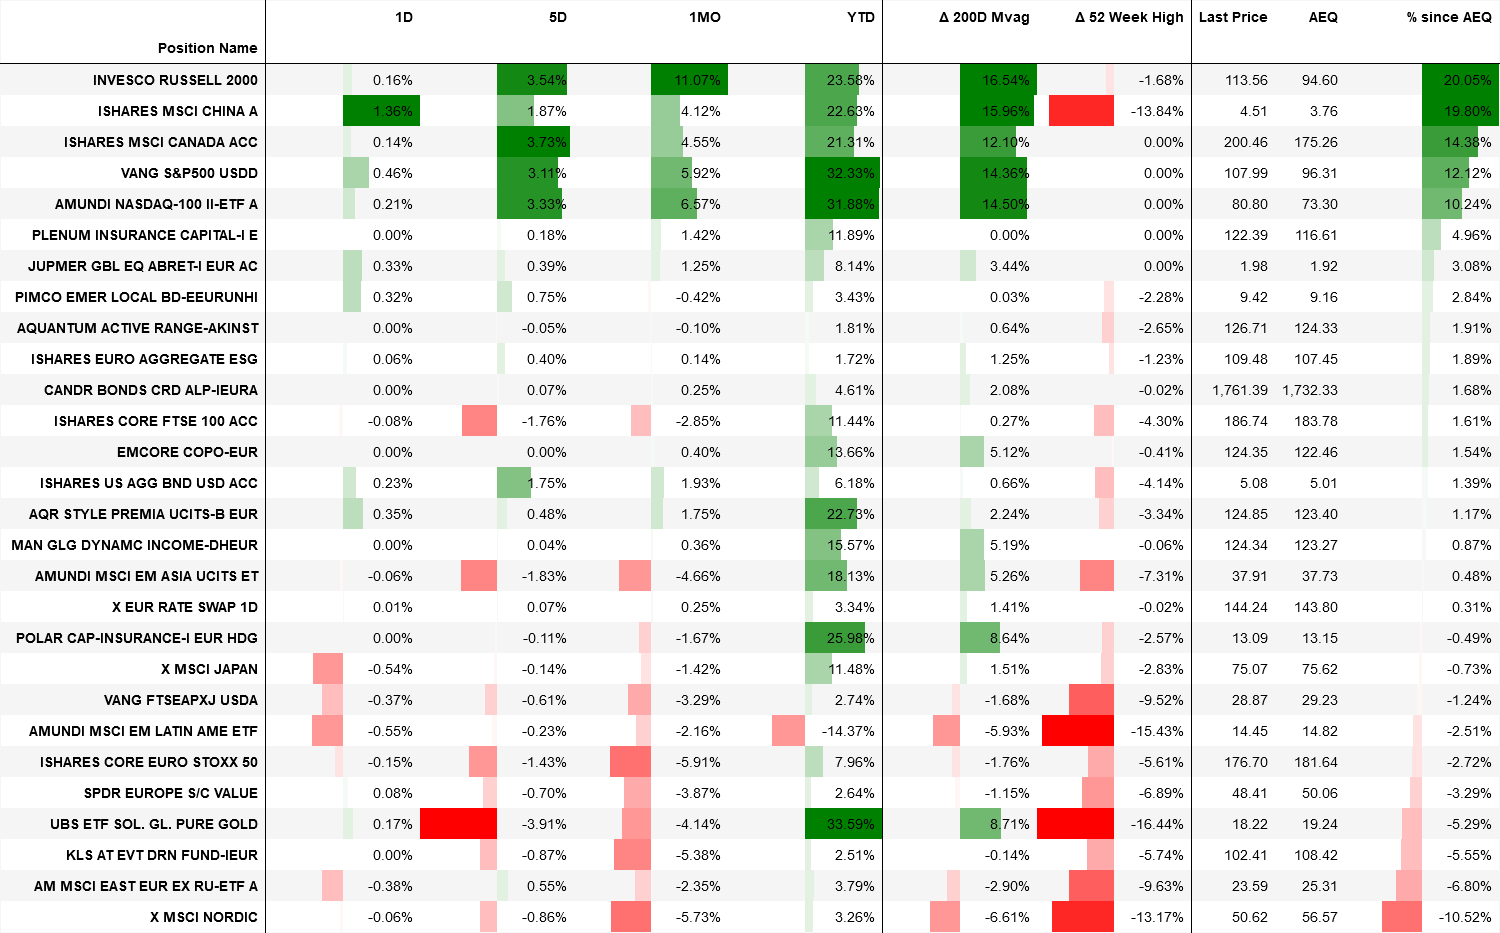 1D 5D 1MO YTD Δ 200D Mvag Δ 52 Week High Last Price AEQ % since AEQ
Position Name
INVESCO RUSSELL 2000 0.16% 3.54% 11.07% 23.58% 16.54% -1.68% 113.56 94.60 20.05%
ISHARES MSCI CHINA A 1.36% 1.87% 4.12% 22.63% 15.96% -13.84% 4.51 3.76 19.80%
ISHARES MSCI CANADA ACC 0.14% 3.73% 4.55% 21.31% 12.10% 0.00% 200.46 175.26 14.38%
VANG S&P500 USDD 0.46% 3.11% 5.92% 32.33% 14.36% 0.00% 107.99 96.31 12.12%
AMUNDI NASDAQ-100 II-ETF A 0.21% 3.33% 6.57% 31.88% 14.50% 0.00% 80.80 73.30 10.24%
PLENUM INSURANCE CAPITAL-I E 0.00% 0.18% 1.42% 11.89% 0.00% 0.00% 122.39 116.61 4.96%
JUPMER GBL EQ ABRET-I EUR AC 0.33% 0.39% 1.25% 8.14% 3.44% 0.00% 1.98 1.92 3.08%
PIMCO EMER LOCAL BD-EEURUNHI 0.32% 0.75% -0.42% 3.43% 0.03% -2.28% 9.42 9.16 2.84%
AQUANTUM ACTIVE RANGE-AKINST 0.00% -0.05% -0.10% 1.81% 0.64% -2.65% 126.71 124.33 1.91%
ISHARES EURO AGGREGATE ESG 0.06% 0.40% 0.14% 1.72% 1.25% -1.23% 109.48 107.45 1.89%
CANDR BONDS CRD ALP-IEURA 0.00% 0.07% 0.25% 4.61% 2.08% -0.02% 1,761.39 1,732.33 1.68%
ISHARES CORE FTSE 100 ACC -0.08% -1.76% -2.85% 11.44% 0.27% -4.30% 186.74 183.78 1.61%
EMCORE COPO-EUR 0.00% 0.00% 0.40% 13.66% 5.12% -0.41% 124.35 122.46 1.54%
ISHARES US AGG BND USD ACC 0.23% 1.75% 1.93% 6.18% 0.66% -4.14% 5.08 5.01 1.39%
AQR STYLE PREMIA UCITS-B EUR 0.35% 0.48% 1.75% 22.73% 2.24% -3.34% 124.85 123.40 1.17%
MAN GLG DYNAMC INCOME-DHEUR 0.00% 0.04% 0.36% 15.57% 5.19% -0.06% 124.34 123.27 0.87%
AMUNDI MSCI EM ASIA UCITS ET -0.06% -1.83% -4.66% 18.13% 5.26% -7.31% 37.91 37.73 0.48%
X EUR RATE SWAP 1D 0.01% 0.07% 0.25% 3.34% 1.41% -0.02% 144.24 143.80 0.31%
POLAR CAP-INSURANCE-I EUR HDG 0.00% -0.11% -1.67% 25.98% 8.64% -2.57% 13.09 13.15 -0.49%
X MSCI JAPAN -0.54% -0.14% -1.42% 11.48% 1.51% -2.83% 75.07 75.62 -0.73%
VANG FTSEAPXJ USDA -0.37% -0.61% -3.29% 2.74% -1.68% -9.52% 28.87 29.23 -1.24%
AMUNDI MSCI EM LATIN AME ETF -0.55% -0.23% -2.16% -14.37% -5.93% -15.43% 14.45 14.82 -2.51%
ISHARES CORE EURO STOXX 50 -0.15% -1.43% -5.91% 7.96% -1.76% -5.61% 176.70 181.64 -2.72%
SPDR EUROPE S/C VALUE 0.08% -0.70% -3.87% 2.64% -1.15% -6.89% 48.41 50.06 -3.29%
UBS ETF SOL. GL. PURE GOLD 0.17% -3.91% -4.14% 33.59% 8.71% -16.44% 18.22 19.24 -5.29%
KLS AT EVT DRN FUND-IEUR 0.00% -0.87% -5.38% 2.51% -0.14% -5.74% 102.41 108.42 -5.55%
AM MSCI EAST EUR EX RU-ETF A -0.38% 0.55% -2.35% 3.79% -2.90% -9.63% 23.59 25.31 -6.80%
X MSCI NORDIC -0.06% -0.86% -5.73% 3.26% -6.61% -13.17% 50.62 56.57 -10.52%